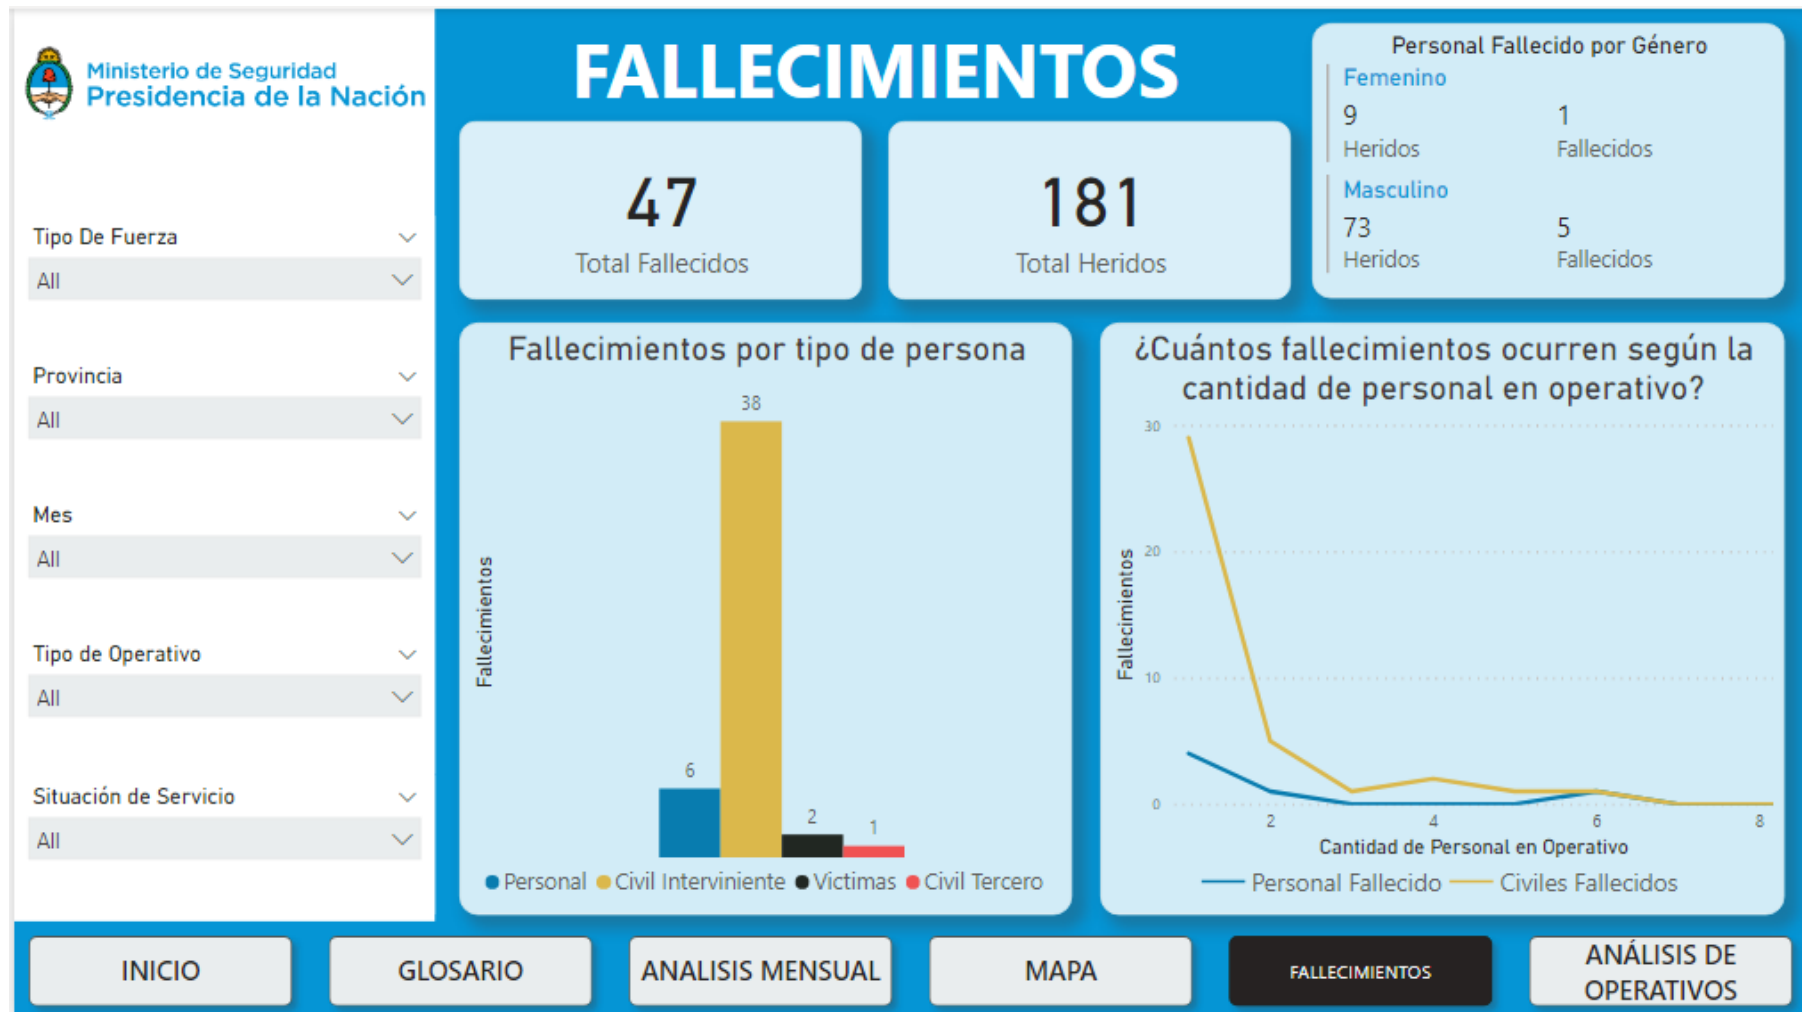 Ministerio de Seguridad
Presidencia de la Nación
Tipo De Fuerza
All
Provincia
All
Mes
All
Tipo de Operativo
All
Situación de Servicio
All
FALLECIMIENTOS
47
Total Fallecidos
181
Total Heridos
Personal Fallecido por Género
Femenino
9 1
Heridos Fallecidos
Masculino
73 5
Heridos Fallecidos
Fallecimientos por tipo de persona
38
6
2
1
Fallecimientos
Personal Civil Interviniente Victimas Civil Tercero
¿Cuántos fallecimientos ocurren según la
cantidad de personal en operativo?
30
20
10
0
Fallecimientos
2 4 6 8
Cantidad de Personal en Operativo
Personal Fallecido Civiles Fallecidos
INICIO
GLOSARIO
ANALISIS MENSUAL
MAPA
FALLECIMIENTOS
ANÁLISIS DE
OPERATIVOS